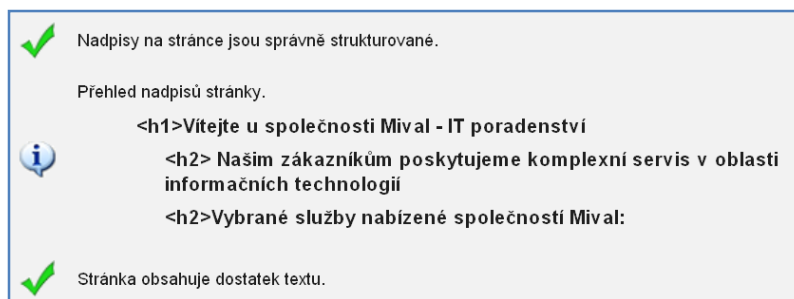 Nadpisy na stránce jsou správně strukturované.
Přehled nadpisů stránky.
<h1>Vítejte u společnosti Mival - IT poradenství
<h2> Našim zákazníkům poskytujeme komplexní servis v oblasti
informačních technologií
<h2>Vybrané služby nabízené společností Mival:
Stránka obsahuje dostatek textu.